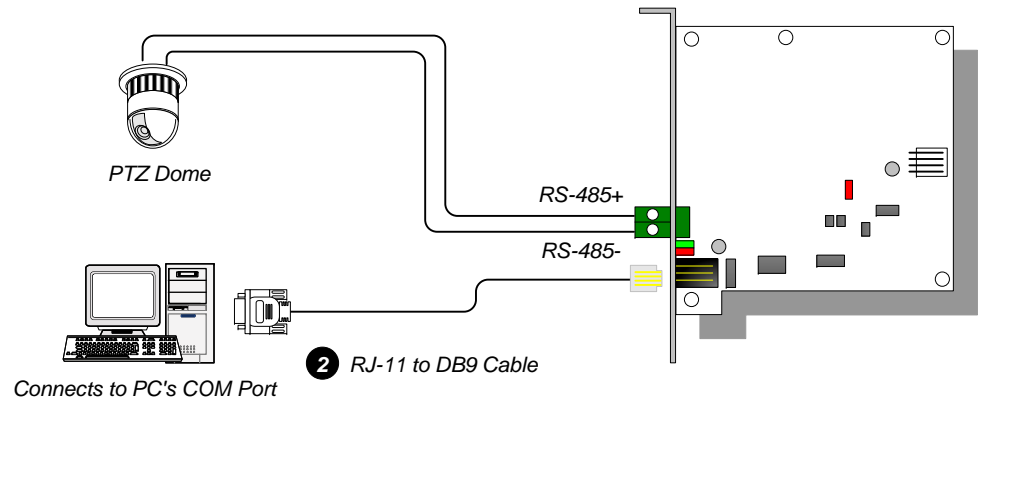 PTZ Dome
RS-485+
RS-485-
2 RJ-11 to DB9 Cable
Connects to PC's COM Port